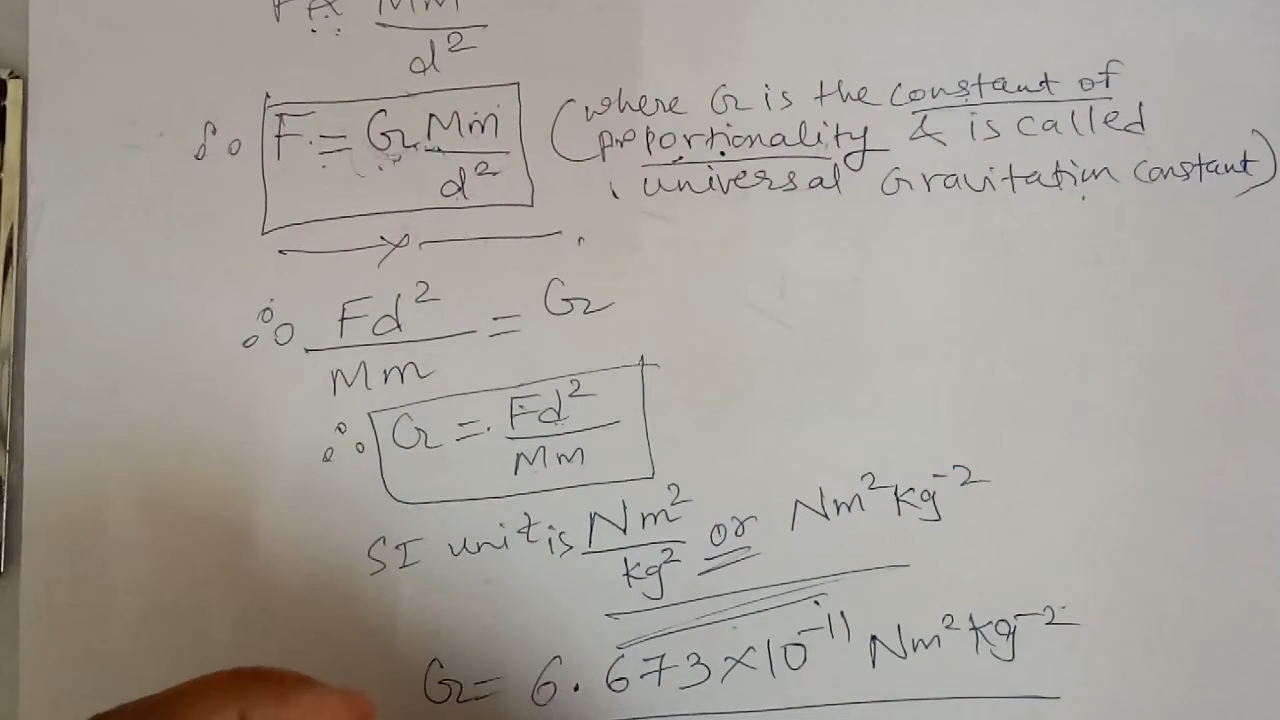 F ∝ Mm/d²
∴ F = G Mm/d² (where G is the constant of
proportionality & is called
universal Gravitation constant)
∴ Fd²/Mm = G
∴ G = Fd²/Mm
SI unit is Nm²/kg² or Nm²kg⁻²
G = 6.673×10⁻¹¹ Nm²kg⁻²